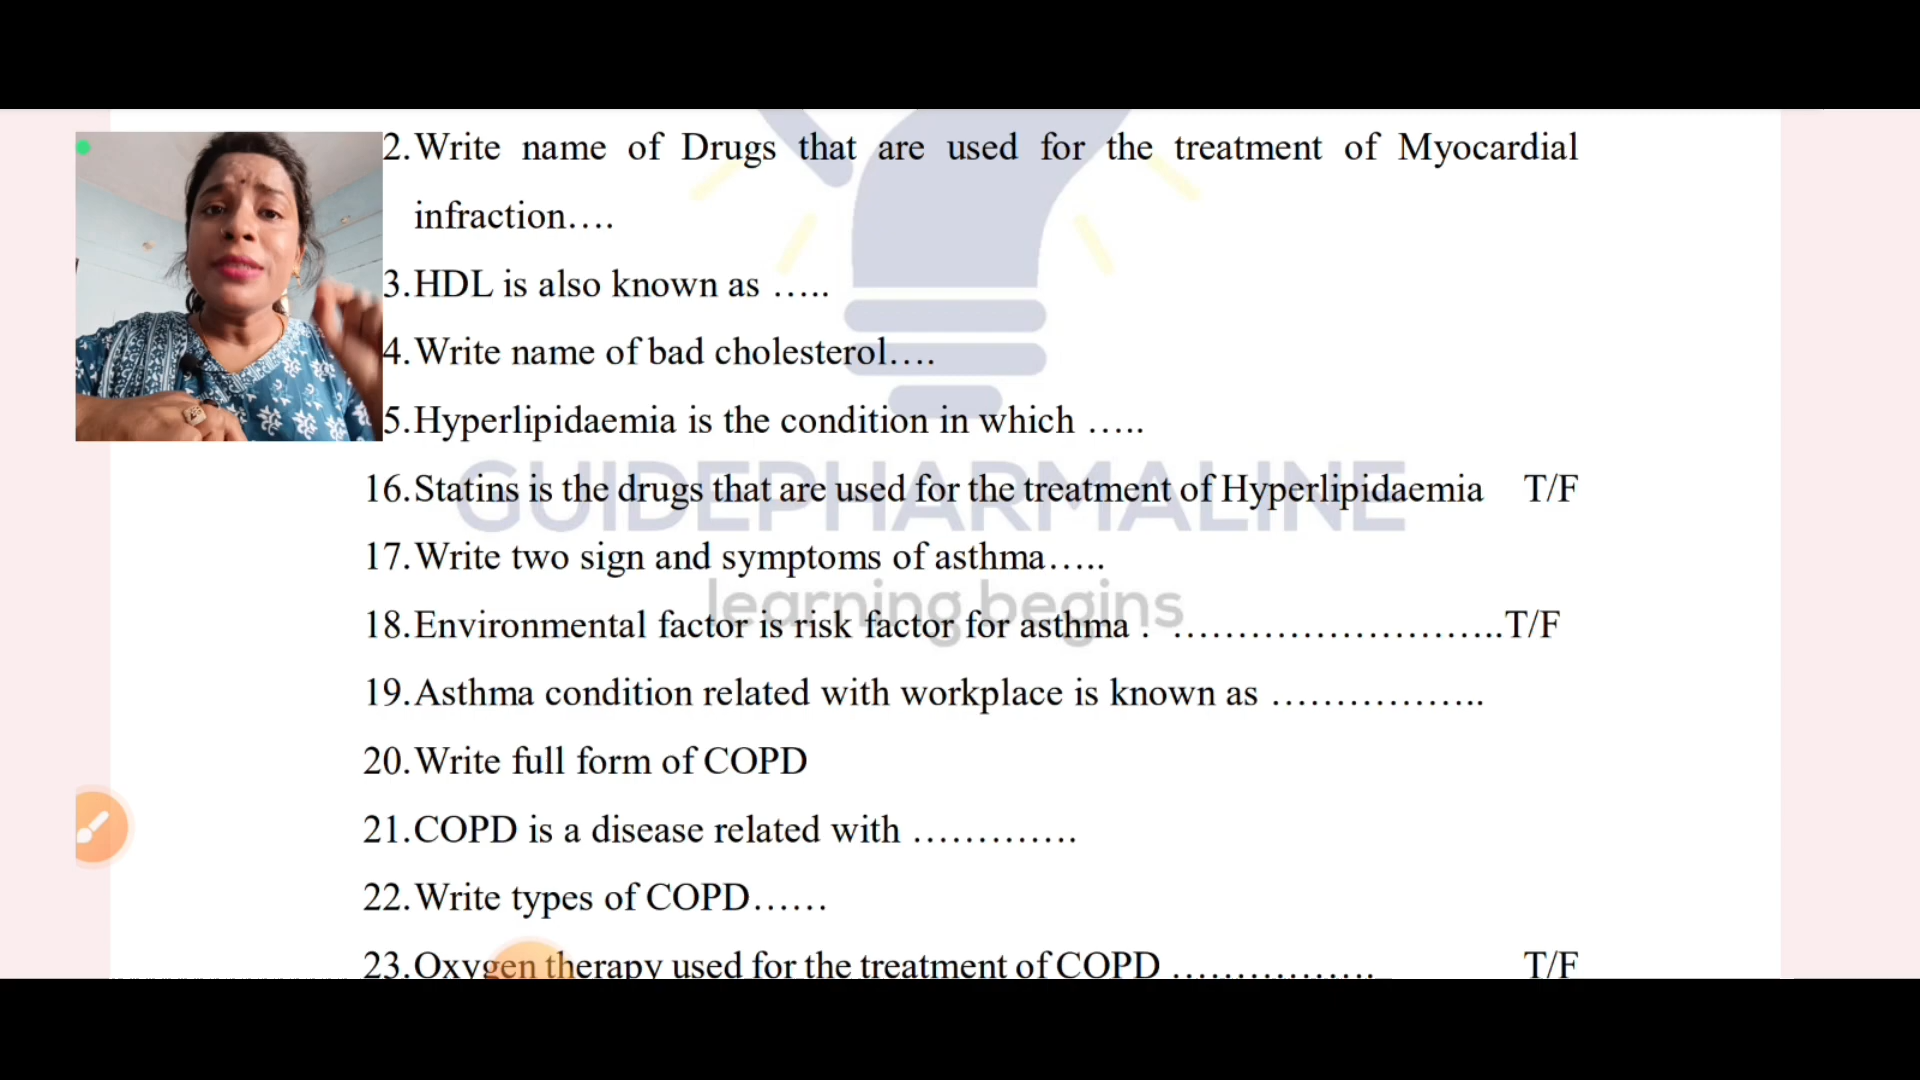 2. Write name of Drugs that are used for the treatment of Myocardial
infraction….
3. HDL is also known as …..
4. Write name of bad cholesterol….
5. Hyperlipidaemia is the condition in which …..
16. Statins is the drugs that are used for the treatment of Hyperlipidaemia T/F
17. Write two sign and symptoms of asthma…..
18. Environmental factor is risk factor for asthma . ……………………..T/F
19. Asthma condition related with workplace is known as ……………..
20. Write full form of COPD
21. COPD is a disease related with ………….
22. Write types of COPD……
23. Oxygen therapy used for the treatment of COPD ……………. T/F
GUIDEPHARMALINE
learning begins